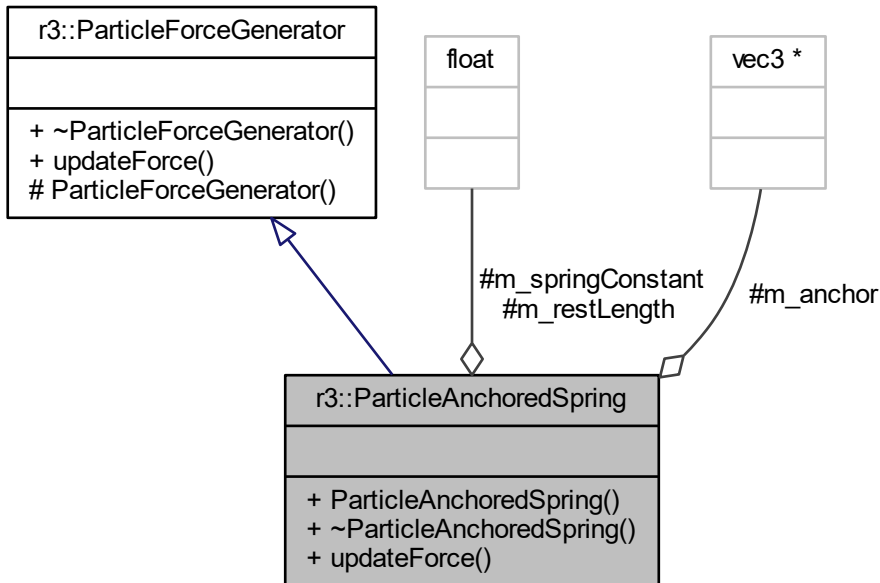 r3::ParticleForceGenerator
+ ~ParticleForceGenerator()
+ updateForce()
# ParticleForceGenerator()
float
vec3 *
#m_springConstant
#m_restLength
#m_anchor
r3::ParticleAnchoredSpring
+ ParticleAnchoredSpring()
+ ~ParticleAnchoredSpring()
+ updateForce()